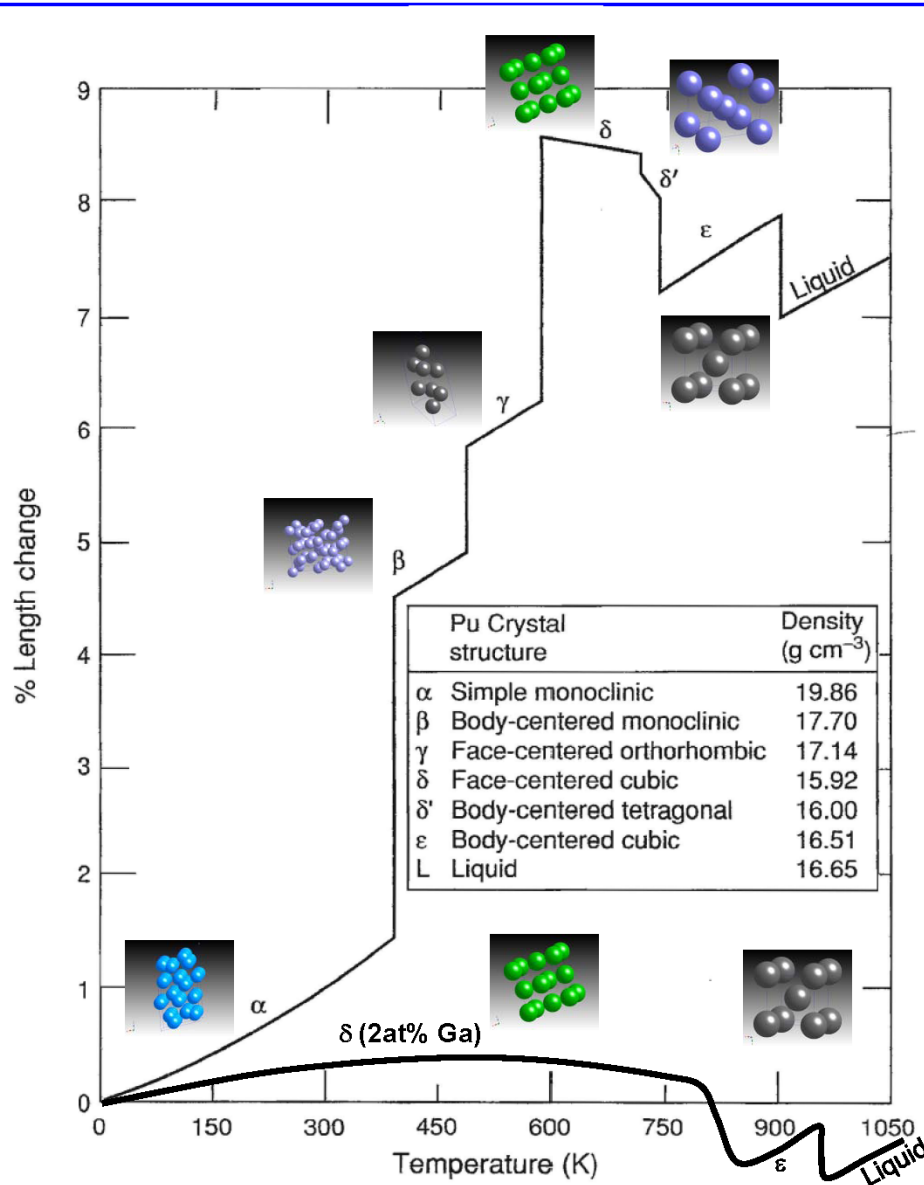 9
8
7
6
5
4
3
2
1
0
% Length change
δ
δ′
ε
Liquid
γ
β
α
Pu Crystal structure Density (g cm⁻³)
α Simple monoclinic 19.86
β Body-centered monoclinic 17.70
γ Face-centered orthorhombic 17.14
δ Face-centered cubic 15.92
δ′ Body-centered tetragonal 16.00
ε Body-centered cubic 16.51
L Liquid 16.65
δ (2at% Ga)
ε
Liquid
0 150 300 450 600 750 900 1050
Temperature (K)